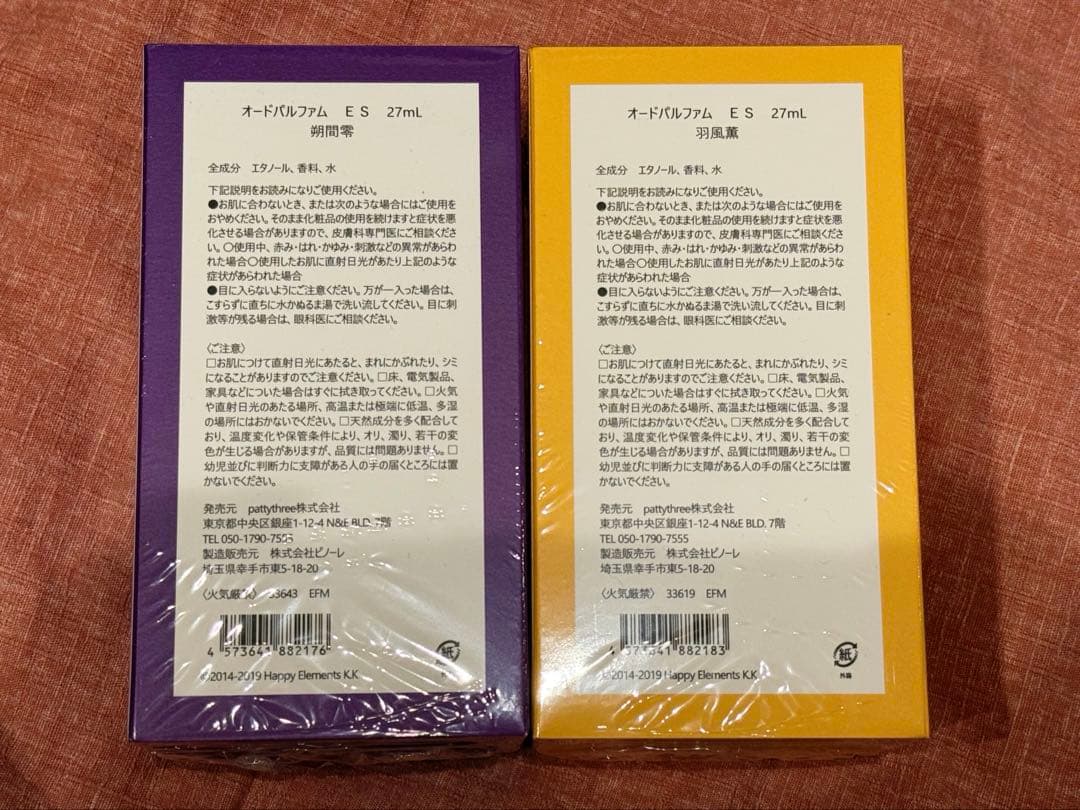 オードパルファム ES 27mL
朔間零
全成分 エタノール、香料、水
下記説明をお読みになりご使用ください。
●お肌に合わないとき、または次のような場合にはご使用を
おやめください。そのまま化粧品の使用を続けますと症状を悪
化させる場合がありますので、皮膚科専門医にご相談くださ
い。〇使用中、赤み・はれ・かゆみ・刺激などの異常があらわ
れた場合〇使用したお肌に直射日光があたり上記のような
症状があらわれた場合
●目に入らないようにご注意ください。万が一入った場合は、
こすらずに直ちに水かぬるま湯で洗い流してください。目に刺
激等が残る場合は、眼科医にご相談ください。
〈ご注意〉
□お肌につけて直射日光にあたると、まれにかぶれたり、シミ
になることがありますのでご注意ください。□床、電気製品、
家具などについた場合はすぐに拭き取ってください。□火気
や直射日光のあたる場所、高温または極端に低温、多湿
の場所にはおかないでください。□天然成分を多く配合して
おり、温度変化や保管条件により、オリ、濁り、若干の変
色が生じる場合がありますが、品質には問題ありません。□
幼児並びに判断力に支障がある人の手の届くところには置
かないでください。
発売元 pattythree株式会社
東京都中央区銀座1-12-4 N&E BLD. 7階
TEL 050-1790-7555
製造販売元 株式会社ピノーレ
埼玉県幸手市東5-18-20
〈火気厳禁〉 33643 EFM
4 573641 882176
紙
©2014-2019 Happy Elements K.K
オードパルファム ES 27mL
羽風薫
全成分 エタノール、香料、水
下記説明をお読みになりご使用ください。
●お肌に合わないとき、または次のような場合にはご使用を
おやめください。そのまま化粧品の使用を続けますと症状を悪
化させる場合がありますので、皮膚科専門医にご相談くださ
い。〇使用中、赤み・はれ・かゆみ・刺激などの異常があらわ
れた場合〇使用したお肌に直射日光があたり上記のような
症状があらわれた場合
●目に入らないようにご注意ください。万が一入った場合は、
こすらずに直ちに水かぬるま湯で洗い流してください。目に刺
激等が残る場合は、眼科医にご相談ください。
〈ご注意〉
□お肌につけて直射日光にあたると、まれにかぶれたり、シミ
になることがありますのでご注意ください。□床、電気製品、
家具などについた場合はすぐに拭き取ってください。□火気
や直射日光のあたる場所、高温または極端に低温、多湿
の場所にはおかないでください。□天然成分を多く配合して
おり、温度変化や保管条件により、オリ、濁り、若干の変
色が生じる場合がありますが、品質には問題ありません。□
幼児並びに判断力に支障がある人の手の届くところには置
かないでください。
発売元 pattythree株式会社
東京都中央区銀座1-12-4 N&E BLD. 7階
TEL 050-1790-7555
製造販売元 株式会社ピノーレ
埼玉県幸手市東5-18-20
〈火気厳禁〉 33619 EFM
4 573641 882183
紙
外箱
©2014-2019 Happy Elements K.K